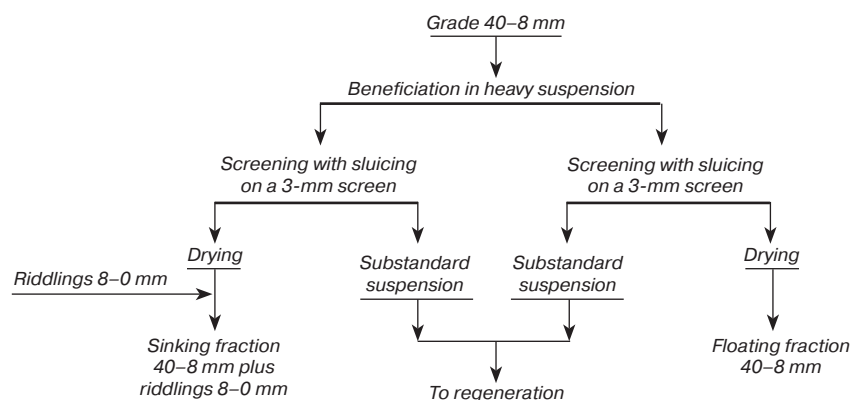 Grade 40–8 mm
Beneficiation in heavy suspension
Screening with sluicing
on a 3-mm screen
Screening with sluicing
on a 3-mm screen
Drying
Substandard
suspension
Substandard
suspension
Drying
Riddlings 8–0 mm
Sinking fraction
40–8 mm plus
riddlings 8–0 mm
Floating fraction
40–8 mm
To regeneration